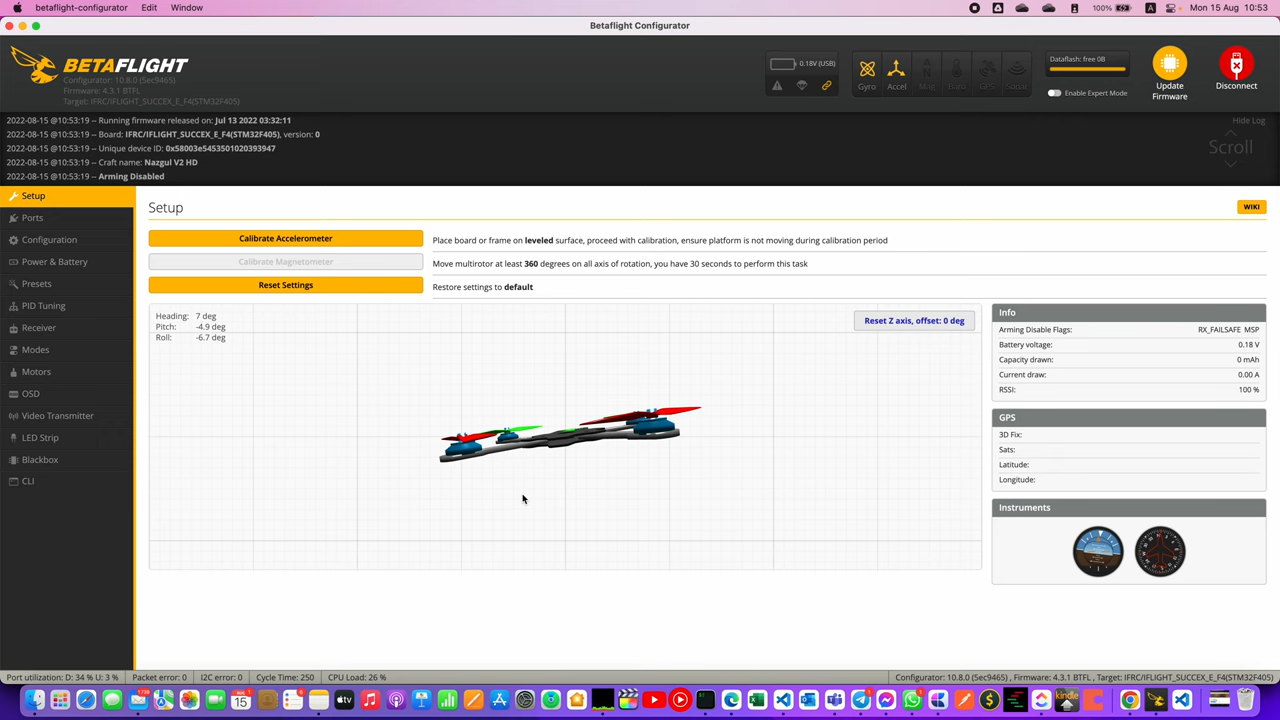 betaflight-configurator Edit Window
100% A Mon 15 Aug 10:53
Betaflight Configurator
BETAFLIGHT
Configurator: 10.8.0 (5ec9465)
Firmware: 4.3.1 BTFL
Target: IFRC/IFLIGHT_SUCCEX_E_F4(STM32F405)
0.18V (USB)
Gyro Accel Mag Baro GPS Sonar
Dataflash: free 0B
Enable Expert Mode
Update Firmware
Disconnect
2022-08-15 @10:53:19 -- Running firmware released on: Jul 13 2022 03:32:11
2022-08-15 @10:53:19 -- Board: IFRC/IFLIGHT_SUCCEX_E_F4(STM32F405), version: 0
2022-08-15 @10:53:19 -- Unique device ID: 0x58003e5453501020393947
2022-08-15 @10:53:19 -- Craft name: Nazgul V2 HD
2022-08-15 @10:53:19 -- Arming Disabled
Hide Log
Scroll
Setup
Ports
Configuration
Power & Battery
Presets
PID Tuning
Receiver
Modes
Motors
OSD
Video Transmitter
LED Strip
Blackbox
CLI
Setup
WIKI
Calibrate Accelerometer
Place board or frame on leveled surface, proceed with calibration, ensure platform is not moving during calibration period
Calibrate Magnetometer
Move multirotor at least 360 degrees on all axis of rotation, you have 30 seconds to perform this task
Reset Settings
Restore settings to default
Heading: 7 deg
Pitch: -4.9 deg
Roll: -6.7 deg
Reset Z axis, offset: 0 deg
Info
Arming Disable Flags: RX_FAILSAFE MSP
Battery voltage: 0.18 V
Capacity drawn: 0 mAh
Current draw: 0.00 A
RSSI: 100 %
GPS
3D Fix:
Sats:
Latitude:
Longitude:
Instruments
Port utilization: D: 34 % U: 3 % Packet error: 0 I2C error: 0 Cycle Time: 250 CPU Load: 26 %
Configurator: 10.8.0 (5ec9465), Firmware: 4.3.1 BTFL, Target: IFRC/IFLIGHT_SUCCEX_E_F4(STM32F405)